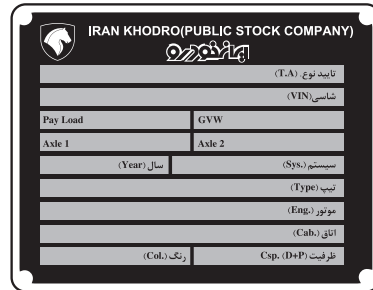 IRAN KHODRO(PUBLIC STOCK COMPANY)
ایران‌خودرو
تایید نوع. (T.A)
شاسی(VIN)
Pay Load GVW
Axle 1 Axle 2
سیستم (Sys.) سال (Year)
تیپ (Type)
موتور (Eng.)
اتاق (Cab.)
ظرفیت Csp. (D+P) رنگ (Col.)